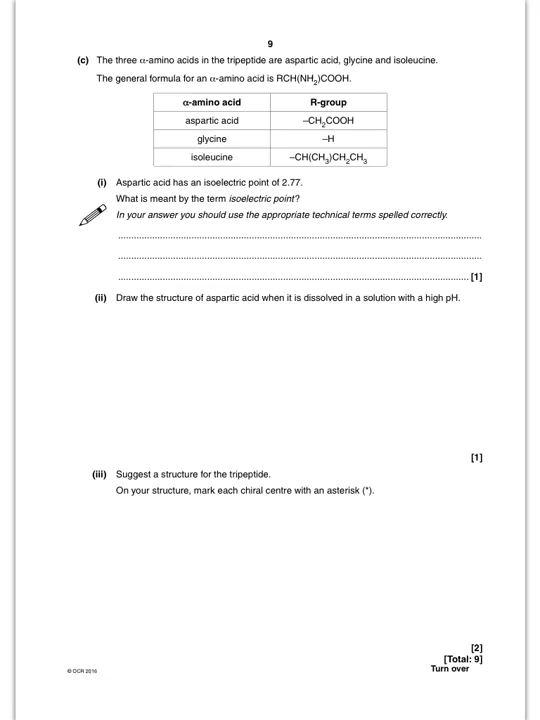 9
(c) The three α-amino acids in the tripeptide are aspartic acid, glycine and isoleucine.
The general formula for an α-amino acid is RCH(NH₂)COOH.
α-amino acid R-group
aspartic acid –CH₂COOH
glycine –H
isoleucine –CH(CH₃)CH₂CH₃
(i) Aspartic acid has an isoelectric point of 2.77.
What is meant by the term isoelectric point?
In your answer you should use the appropriate technical terms spelled correctly.
[1]
(ii) Draw the structure of aspartic acid when it is dissolved in a solution with a high pH.
[1]
(iii) Suggest a structure for the tripeptide.
On your structure, mark each chiral centre with an asterisk (*).
[2]
[Total: 9]
© OCR 2016
Turn over